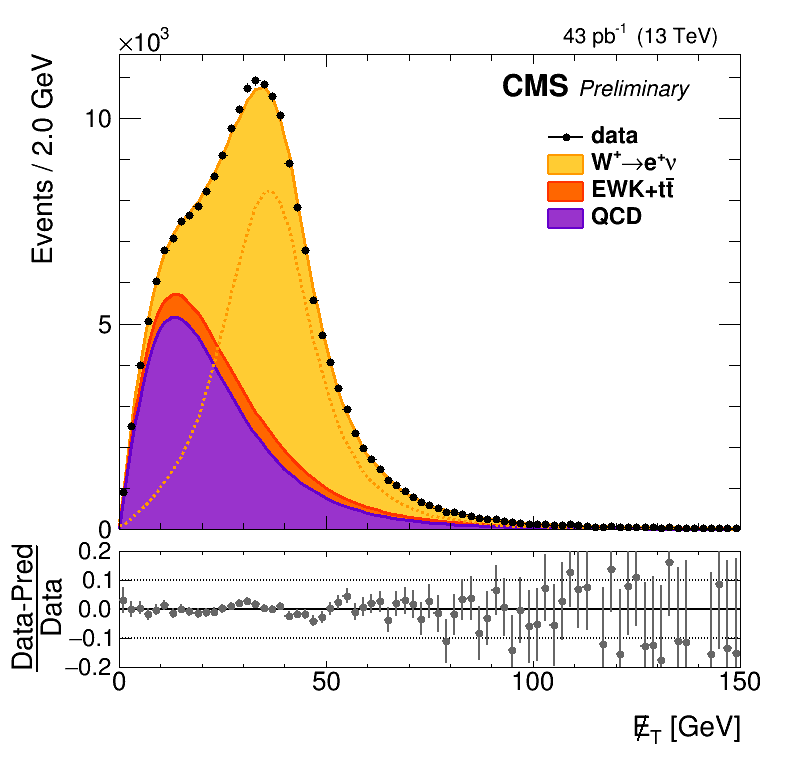 ×10³
43 pb⁻¹ (13 TeV)
CMS Preliminary
data
W⁺→e⁺ν
EWK+tt̄
QCD
Events / 2.0 GeV
10
5
0
Data-Pred
Data
0.2
0.1
0.0
−0.1
−0.2
0 50 100 150
E̸_T [GeV]